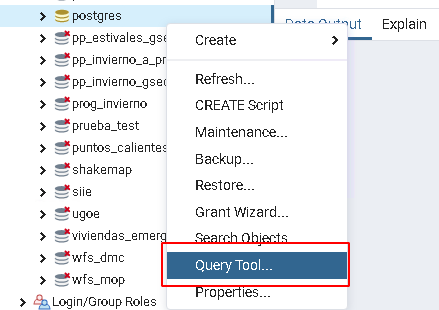 postgres
pp_estivales_gse
pp_invierno_a_pr
pp_invierno_gsec
prog_invierno
prueba_test
puntos_calientes
shakemap
siie
ugoe
viviendas_emerg
wfs_dmc
wfs_mop
Login/Group Roles
Create
Refresh...
CREATE Script
Maintenance...
Backup...
Restore...
Grant Wizard...
Search Objects
Query Tool...
Properties...
Data Output
Explain